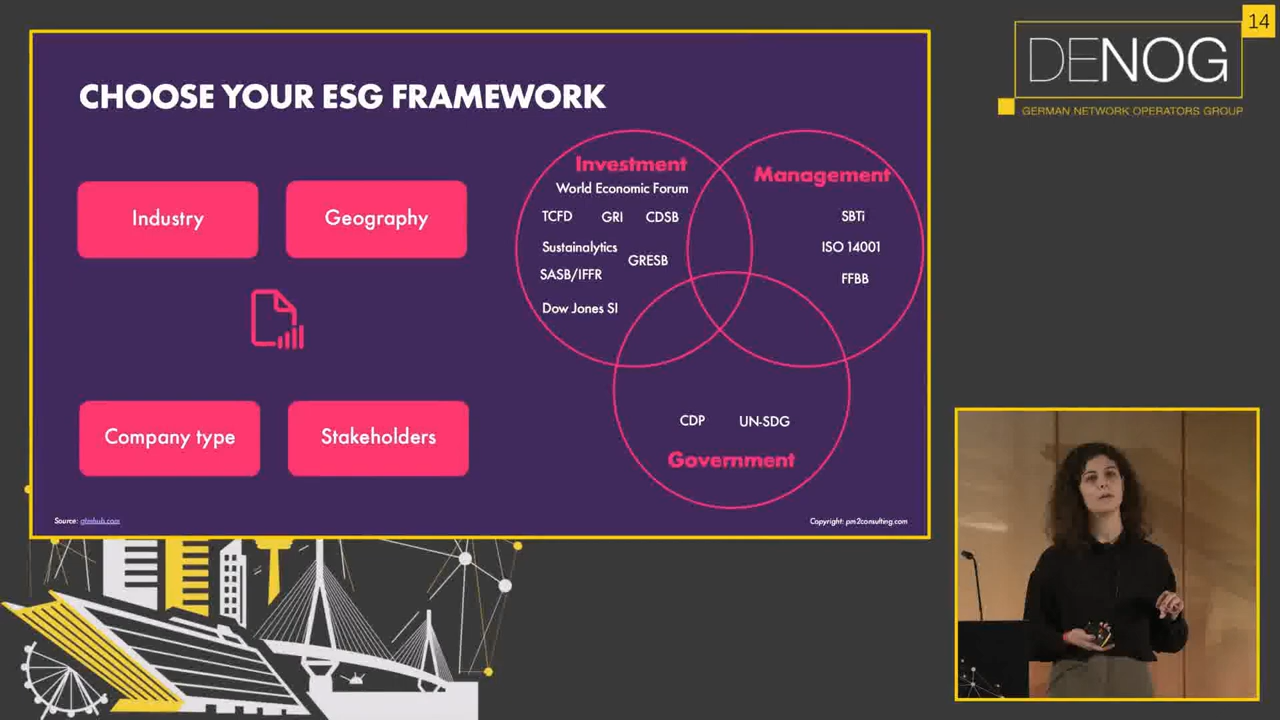 14
DENOG
GERMAN NETWORK OPERATORS GROUP
CHOOSE YOUR ESG FRAMEWORK
Industry
Geography
Company type
Stakeholders
Investment
World Economic Forum
TCFD GRI CDSB
Sustainalytics
GRESB
SASB/IFFR
Dow Jones SI
Management
SBTi
ISO 14001
FFBB
CDP UN-SDG
Government
Source:
Copyright: pm2consulting.com